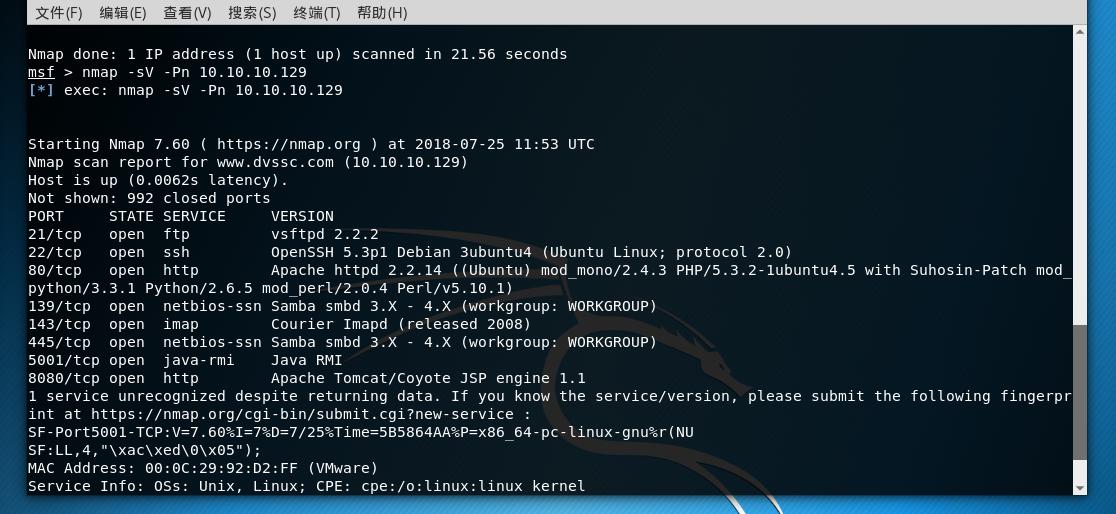 文件(F) 编辑(E) 查看(V) 搜索(S) 终端(T) 帮助(H)
Nmap done: 1 IP address (1 host up) scanned in 21.56 seconds
msf > nmap -sV -Pn 10.10.10.129
[*] exec: nmap -sV -Pn 10.10.10.129
Starting Nmap 7.60 ( https://nmap.org ) at 2018-07-25 11:53 UTC
Nmap scan report for www.dvssc.com (10.10.10.129)
Host is up (0.0062s latency).
Not shown: 992 closed ports
PORT     STATE SERVICE     VERSION
21/tcp   open  ftp         vsftpd 2.2.2
22/tcp   open  ssh         OpenSSH 5.3p1 Debian 3ubuntu4 (Ubuntu Linux; protocol 2.0)
80/tcp   open  http        Apache httpd 2.2.14 ((Ubuntu) mod_mono/2.4.3 PHP/5.3.2-1ubuntu4.5 with Suhosin-Patch mod_
python/3.3.1 Python/2.6.5 mod_perl/2.0.4 Perl/v5.10.1)
139/tcp  open  netbios-ssn Samba smbd 3.X - 4.X (workgroup: WORKGROUP)
143/tcp  open  imap        Courier Imapd (released 2008)
445/tcp  open  netbios-ssn Samba smbd 3.X - 4.X (workgroup: WORKGROUP)
5001/tcp open  java-rmi    Java RMI
8080/tcp open  http        Apache Tomcat/Coyote JSP engine 1.1
1 service unrecognized despite returning data. If you know the service/version, please submit the following fingerpr
int at https://nmap.org/cgi-bin/submit.cgi?new-service :
SF-Port5001-TCP:V=7.60%I=7%D=7/25%Time=5B5864AA%P=x86_64-pc-linux-gnu%r(NU
SF:LL,4,"\xac\xed\0\x05");
MAC Address: 00:0C:29:92:D2:FF (VMware)
Service Info: OSs: Unix, Linux; CPE: cpe:/o:linux:linux kernel